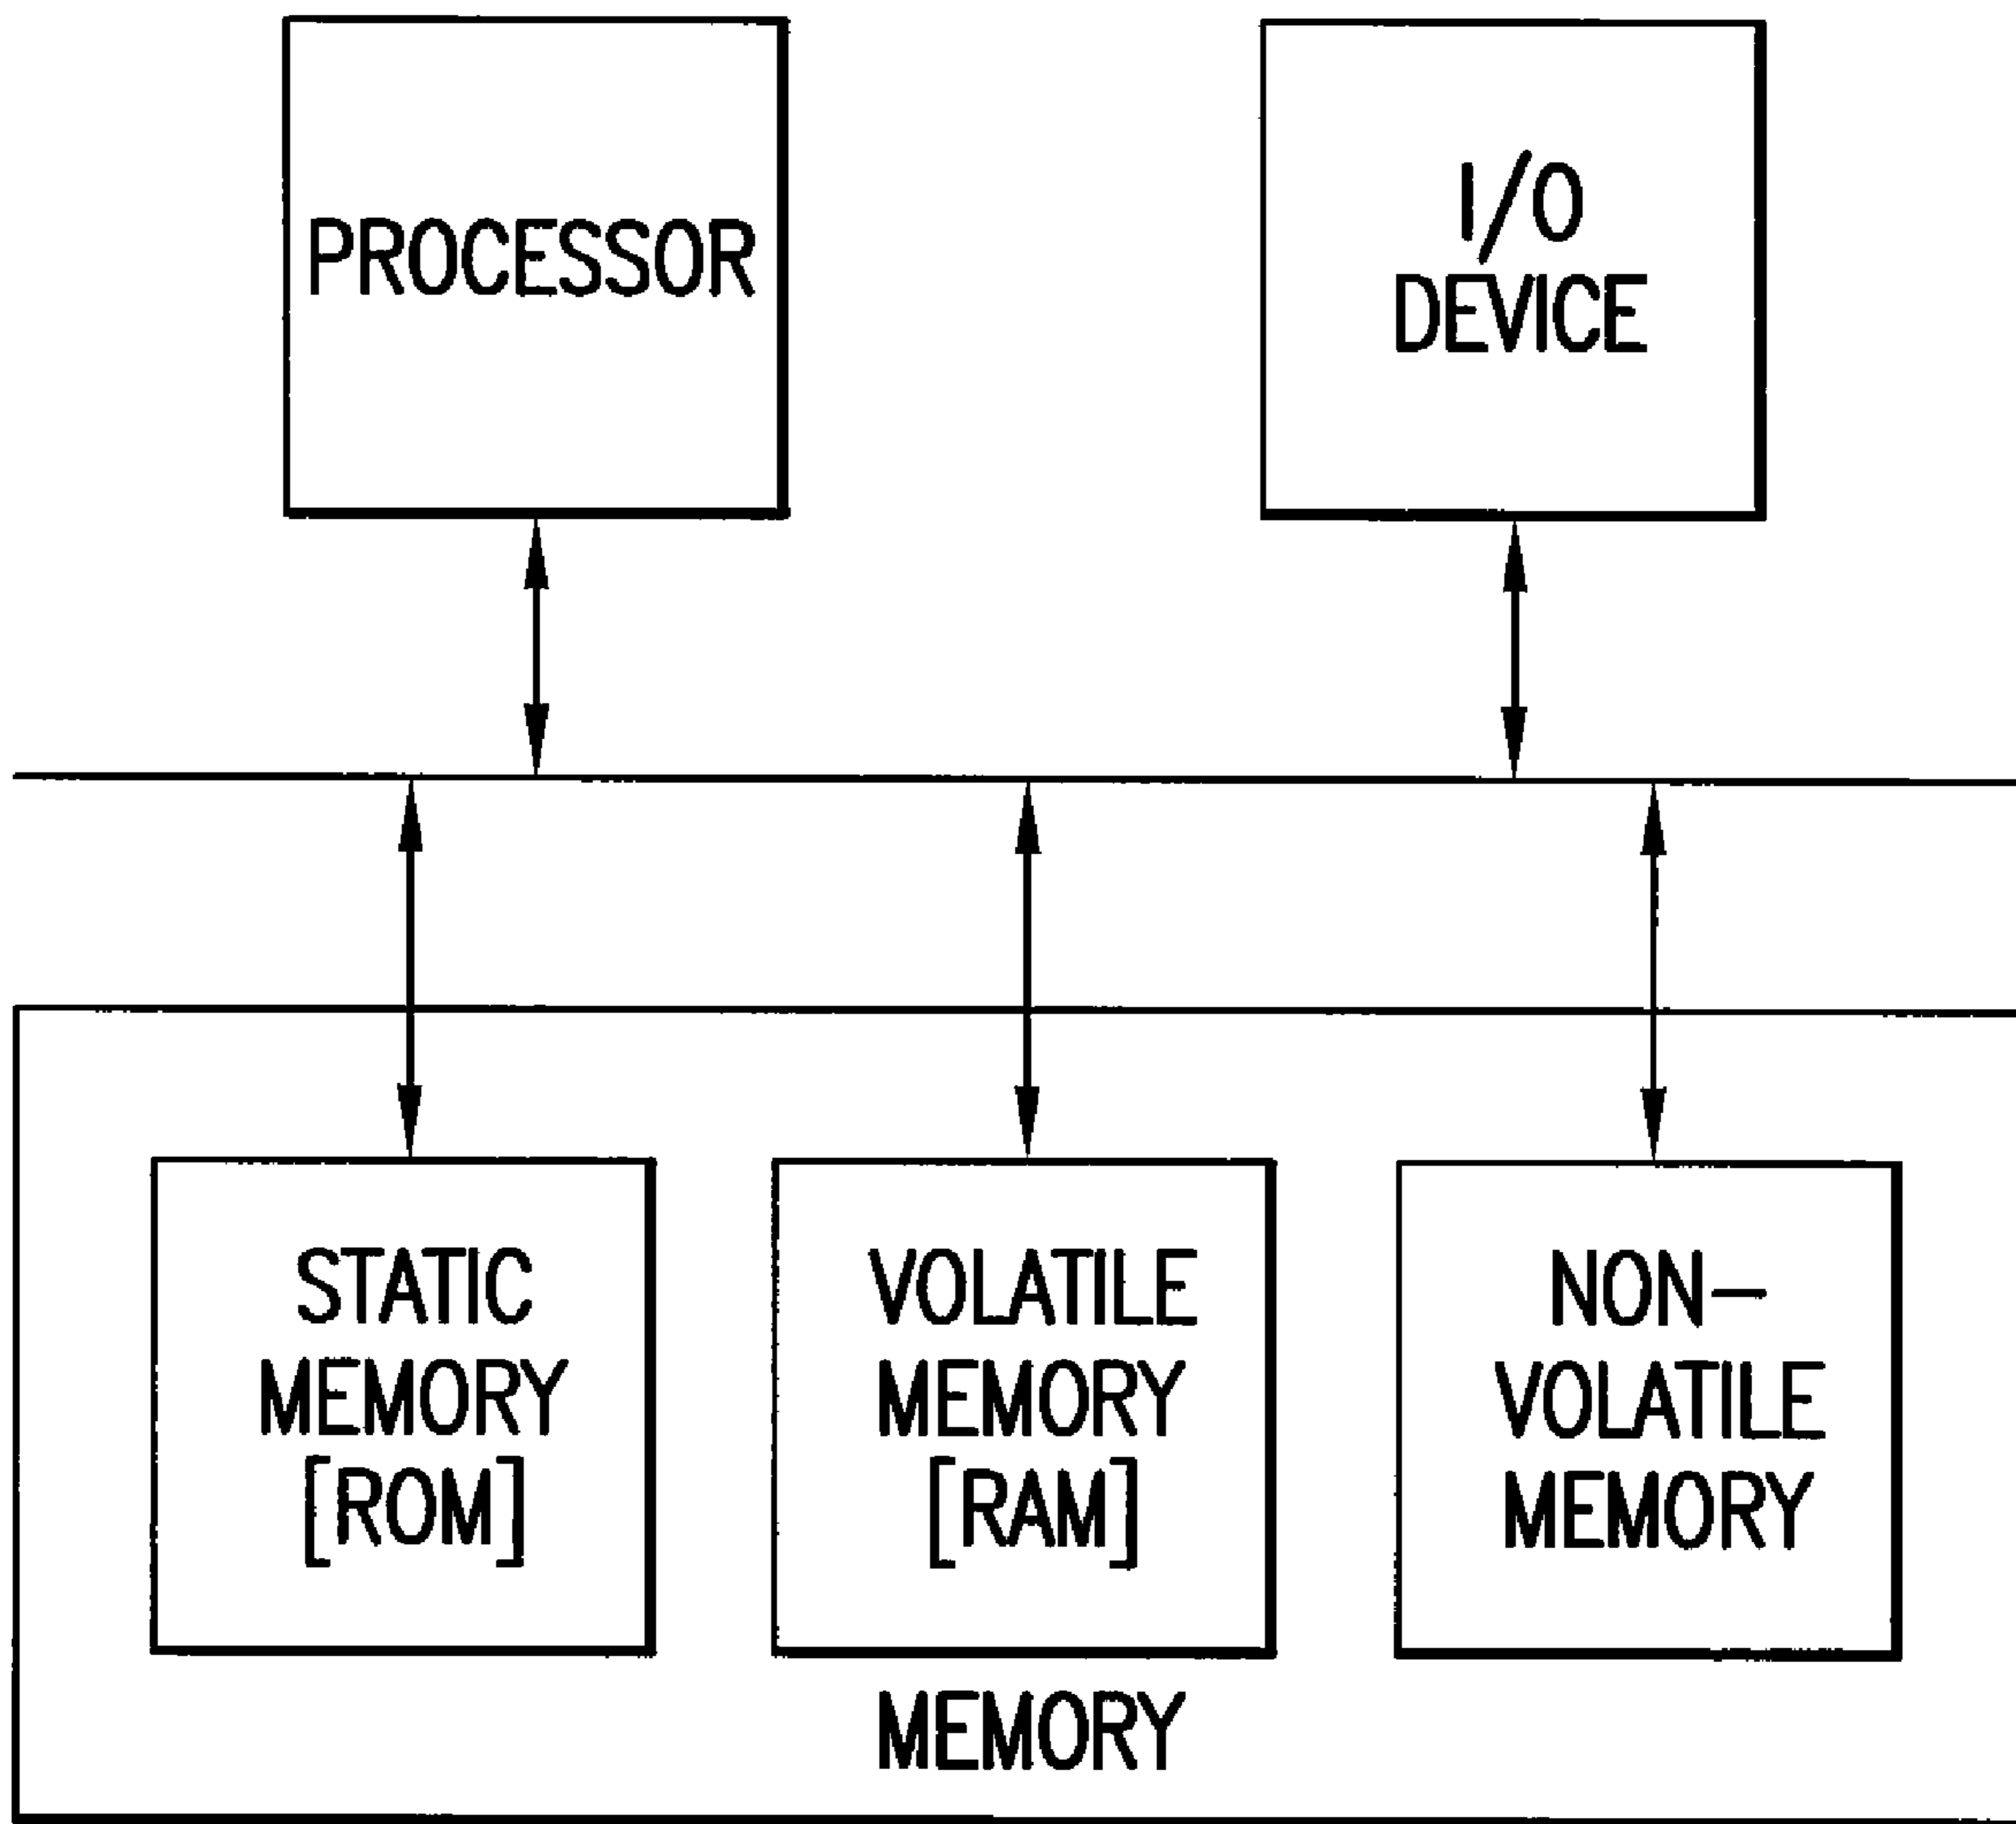 PROCESSOR
I/O
DEVICE
STATIC
MEMORY
[ROM]
VOLATILE
MEMORY
[RAM]
NON-
VOLATILE
MEMORY
MEMORY